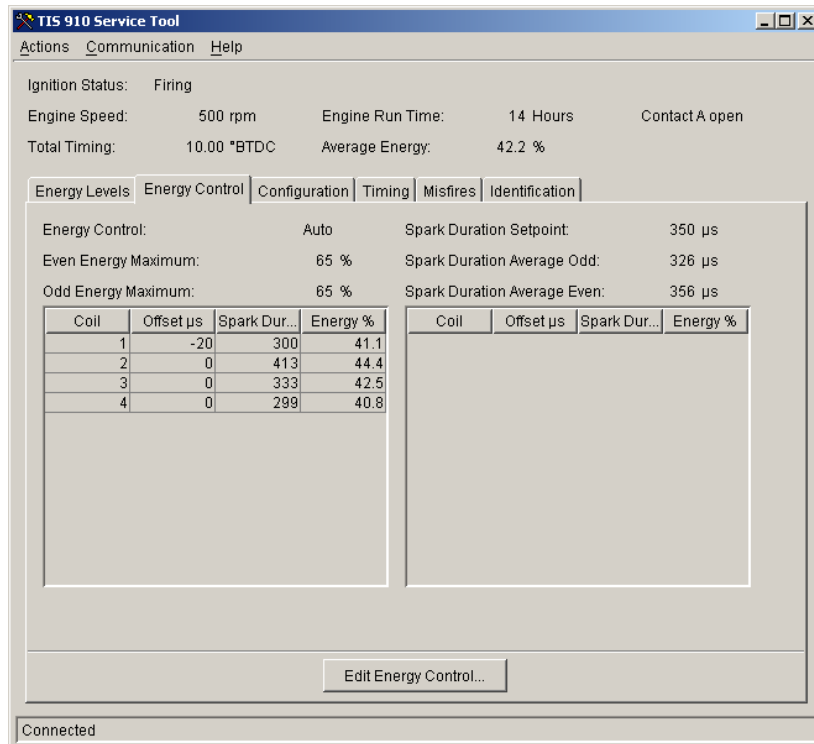 TIS 910 Service Tool
Actions Communication Help
Ignition Status: Firing
Engine Speed: 500 rpm Engine Run Time: 14 Hours Contact A open
Total Timing: 10.00 °BTDC Average Energy: 42.2 %
Energy Levels Energy Control Configuration Timing Misfires Identification
Energy Control: Auto Spark Duration Setpoint: 350 µs
Even Energy Maximum: 65 % Spark Duration Average Odd: 326 µs
Odd Energy Maximum: 65 % Spark Duration Average Even: 356 µs
Coil Offset µs Spark Dur... Energy % Coil Offset µs Spark Dur... Energy %
1 -20 300 41.1
2 0 413 44.4
3 0 333 42.5
4 0 299 40.8
Edit Energy Control...
Connected